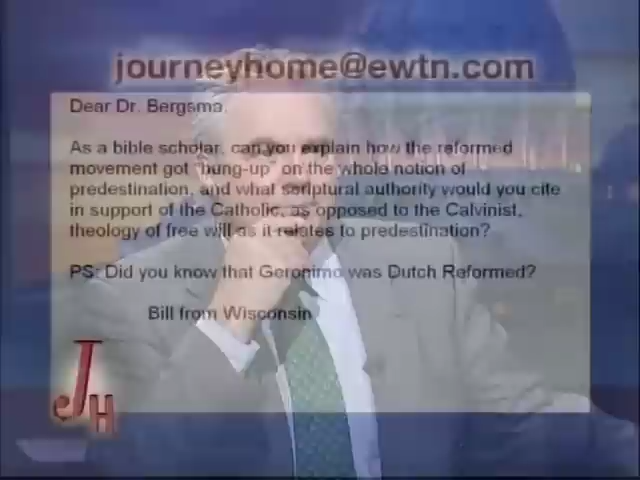 journeyhome@ewtn.com
Dear Dr. Bergsma,
As a bible scholar, can you explain how the reformed
movement got "hung-up" on the whole notion of
predestination, and what scriptural authority would you cite
in support of the Catholic, as opposed to the Calvinist,
theology of free will as it relates to predestination?
PS: Did you know that Geronimo was Dutch Reformed?
Bill from Wisconsin
JH